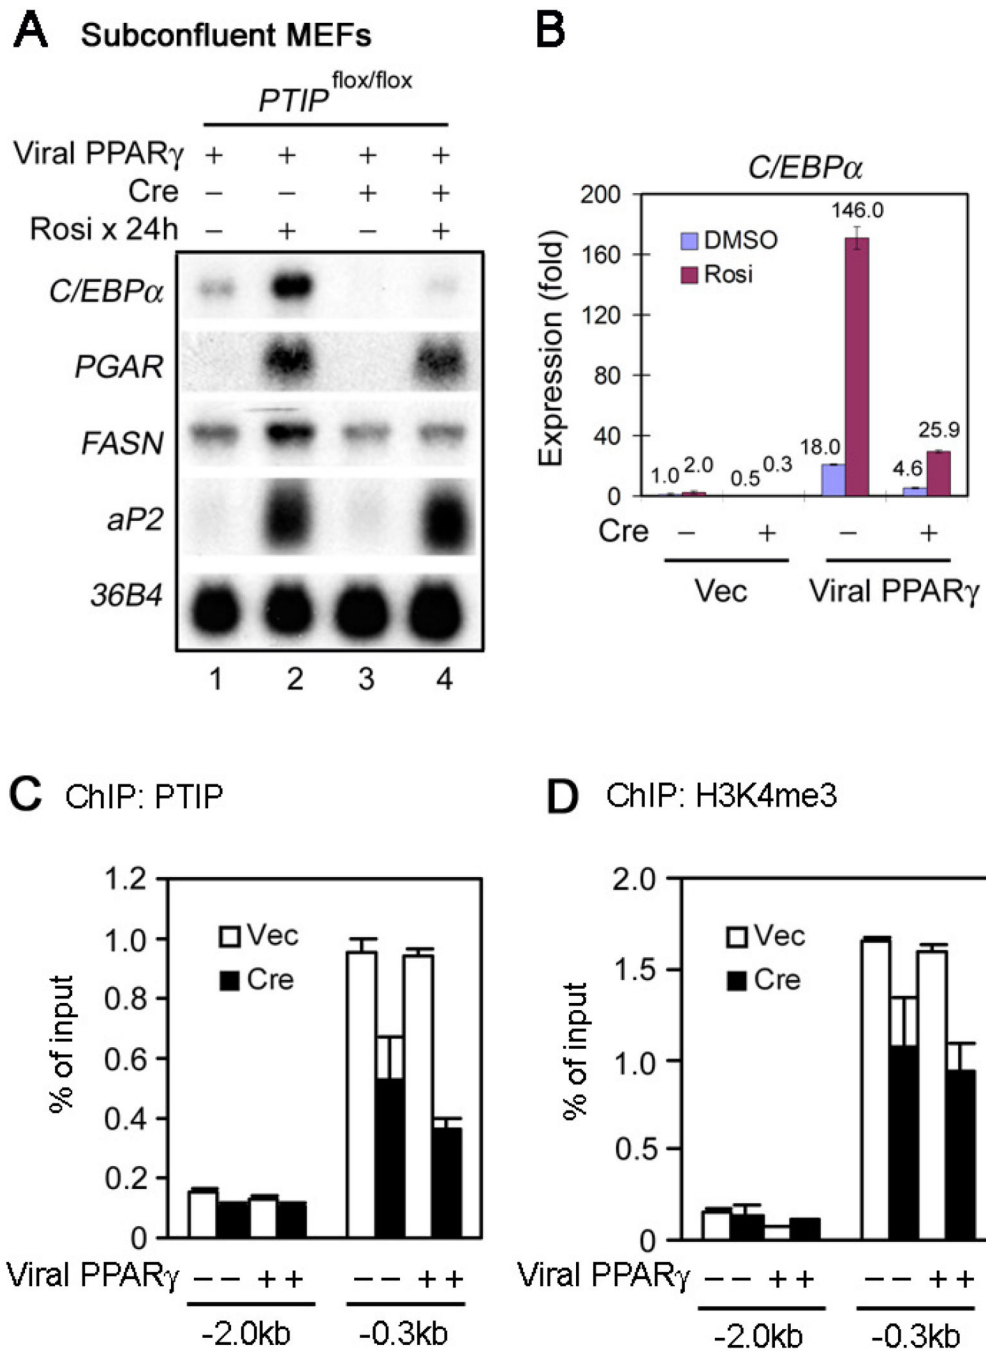 A Subconfluent MEFs
PTIP flox/flox
Viral PPARγ + + + +
Cre – – + +
Rosi x 24h – + – +
C/EBPα
PGAR
FASN
aP2
36B4
1 2 3 4
B
C/EBPα
Expression (fold)
200
160
120
80
40
0
DMSO
Rosi
1.0 2.0 0.5 0.3 18.0 146.0 4.6 25.9
Cre – + – +
Vec Viral PPARγ
C ChIP: PTIP
% of input
1.2
1.0
0.8
0.6
0.4
0.2
0
Vec
Cre
Viral PPARγ – – + + – – + +
-2.0kb -0.3kb
D ChIP: H3K4me3
% of input
2.0
1.5
1.0
0.5
0
Vec
Cre
Viral PPARγ – – + + – – + +
-2.0kb -0.3kb